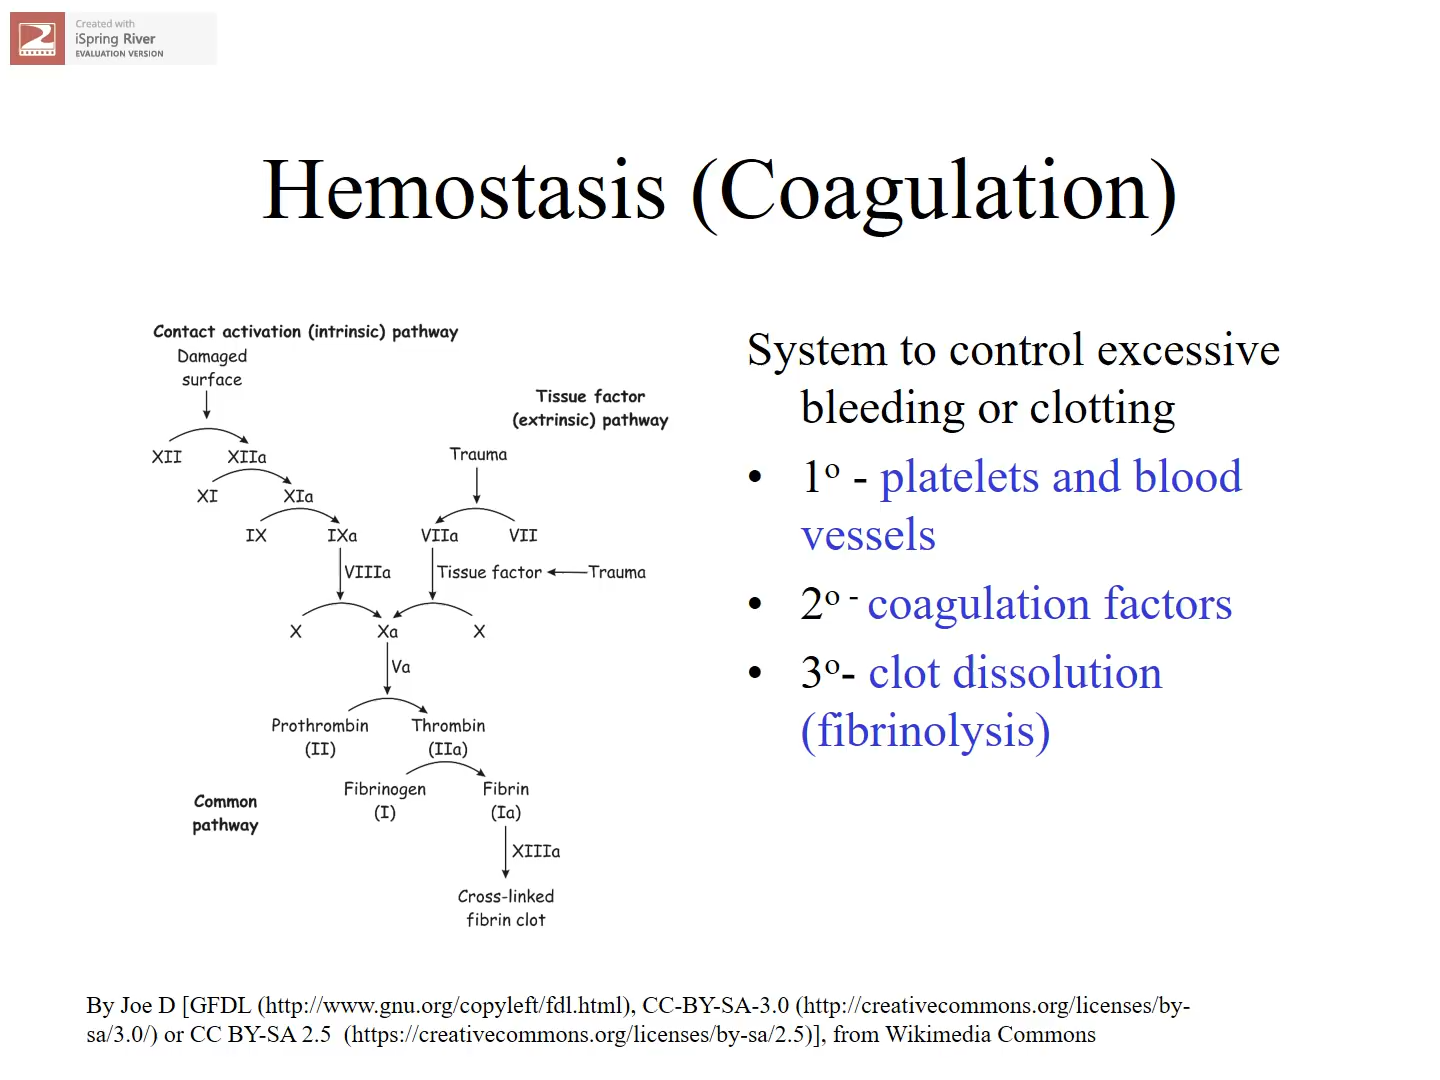 Created with
iSpring River
EVALUATION VERSION
Hemostasis (Coagulation)
Contact activation (intrinsic) pathway
Damaged
surface
Tissue factor
(extrinsic) pathway
Trauma
XII XIIa
XI XIa
IX IXa VIIa VII
VIIIa Tissue factor Trauma
X Xa X
Va
Prothrombin Thrombin
(II) (IIa)
Fibrinogen Fibrin
(I) (Ia)
Common
pathway
XIIIa
Cross-linked
fibrin clot
System to control excessive
bleeding or clotting
• 1º - platelets and blood
vessels
• 2º - coagulation factors
• 3º- clot dissolution
(fibrinolysis)
By Joe D [GFDL (http://www.gnu.org/copyleft/fdl.html), CC-BY-SA-3.0 (http://creativecommons.org/licenses/by-
sa/3.0/) or CC BY-SA 2.5 (https://creativecommons.org/licenses/by-sa/2.5)], from Wikimedia Commons